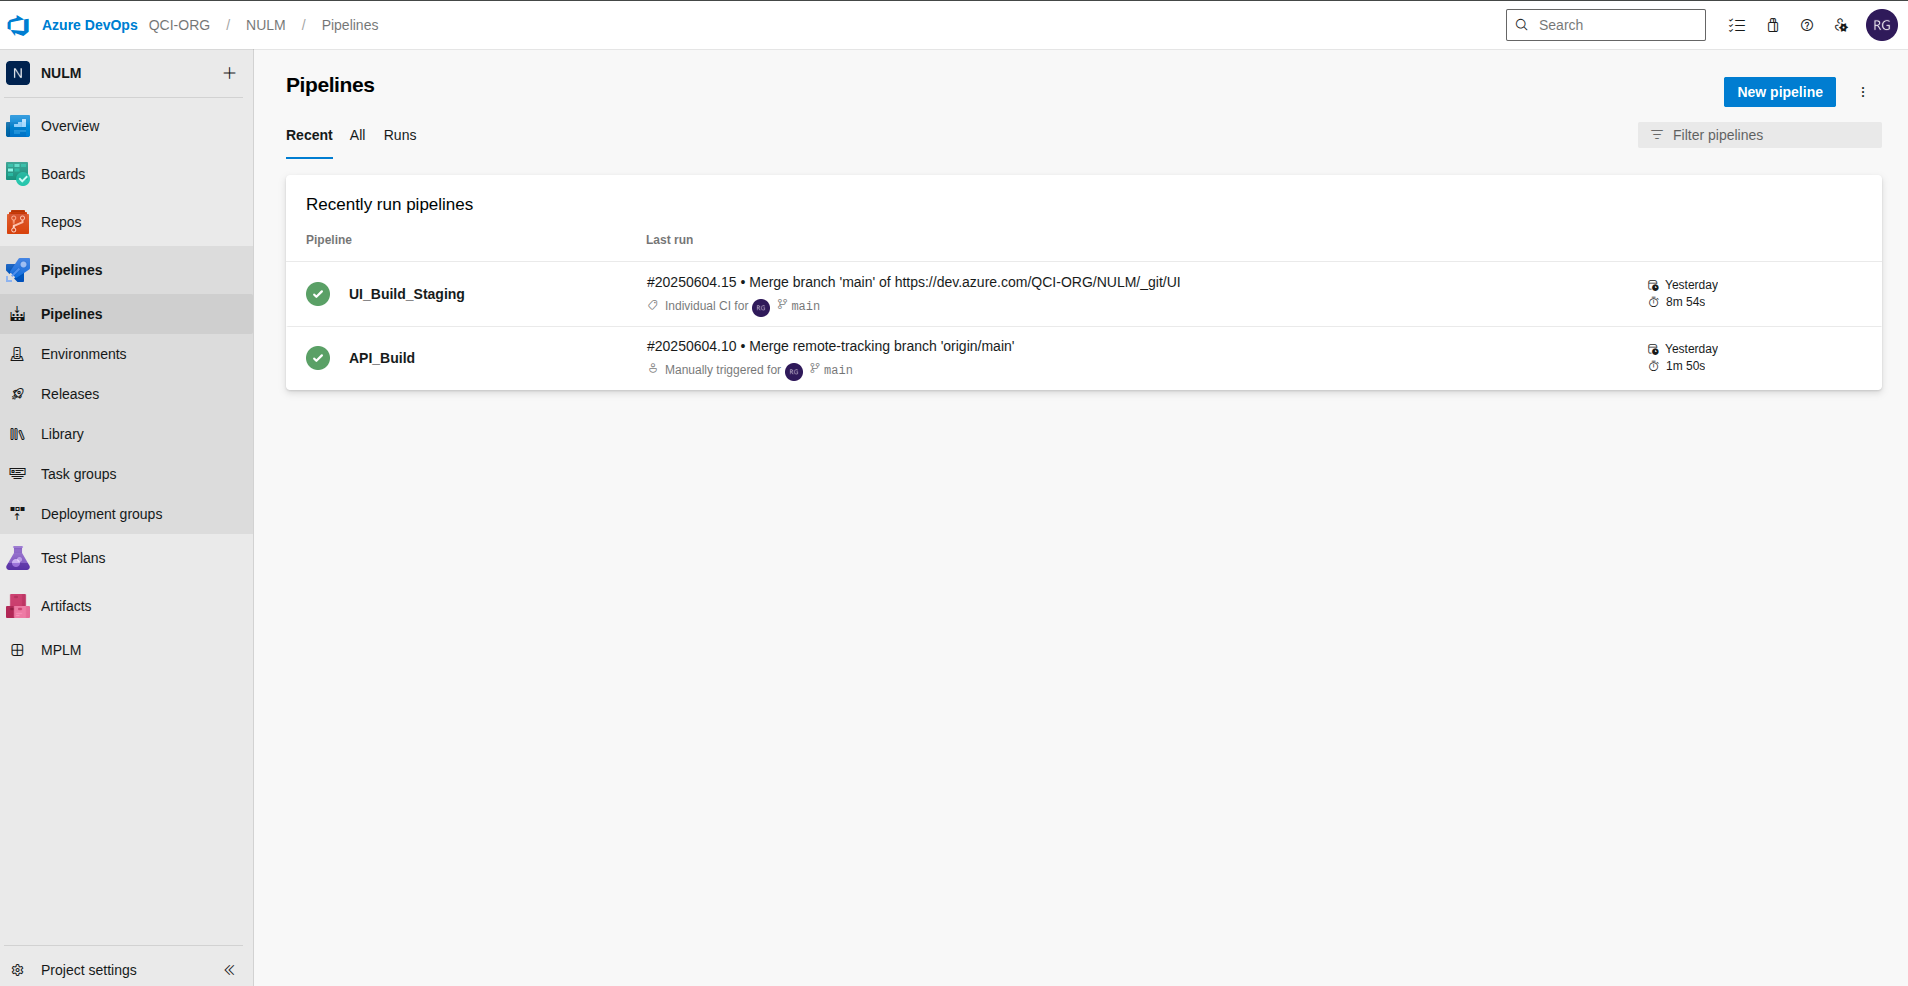 Azure DevOps QCI-ORG / NULM / Pipelines
Search
RG
N NULM
Overview
Boards
Repos
Pipelines
Pipelines
Environments
Releases
Library
Task groups
Deployment groups
Test Plans
Artifacts
MPLM
Project settings
Pipelines
New pipeline
Recent All Runs
Filter pipelines
Recently run pipelines
Pipeline Last run
UI_Build_Staging
#20250604.15 • Merge branch 'main' of https://dev.azure.com/QCI-ORG/NULM/_git/UI
Individual CI for RG main
Yesterday
8m 54s
API_Build
#20250604.10 • Merge remote-tracking branch 'origin/main'
Manually triggered for RG main
Yesterday
1m 50s